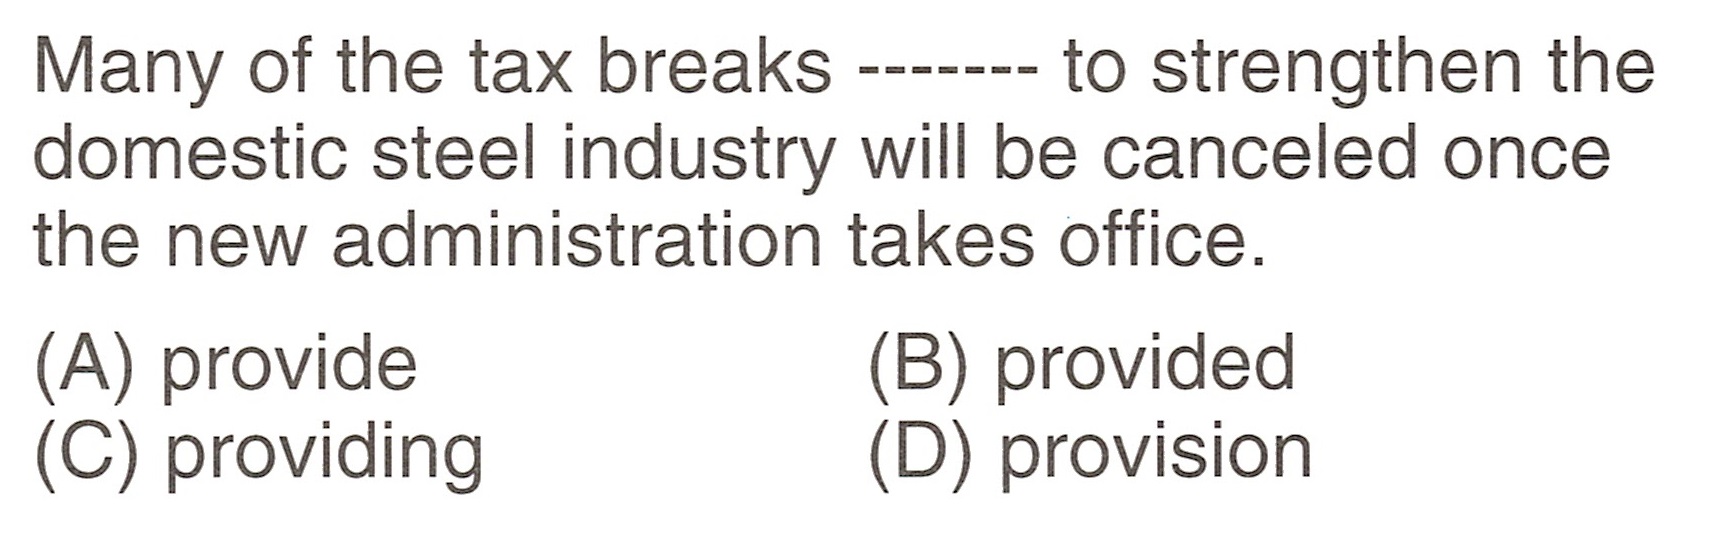 Many of the tax breaks ------- to strengthen the
domestic steel industry will be canceled once
the new administration takes office.
(A) provide (B) provided
(C) providing (D) provision